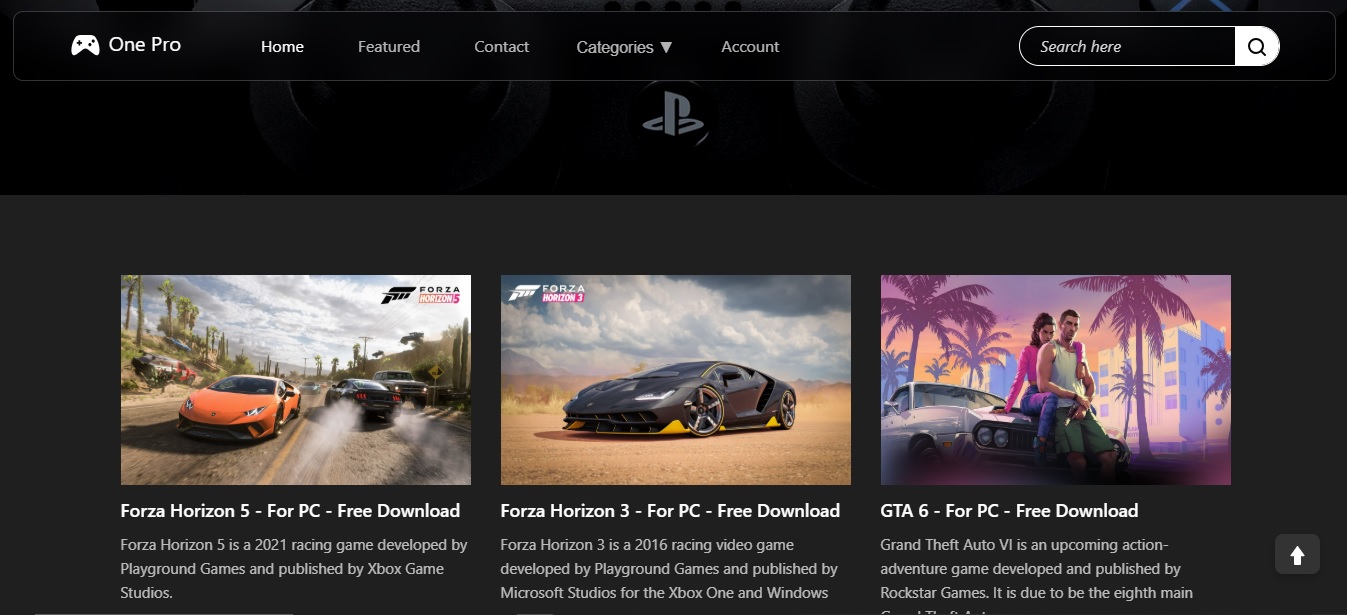 One Pro
Home
Featured
Contact
Categories ▼
Account
Search here
FORZA
HORIZON 5
FORZA
HORIZON 3
Forza Horizon 5 - For PC - Free Download
Forza Horizon 5 is a 2021 racing game developed by
Playground Games and published by Xbox Game
Studios.
Forza Horizon 3 - For PC - Free Download
Forza Horizon 3 is a 2016 racing video game
developed by Playground Games and published by
Microsoft Studios for the Xbox One and Windows
GTA 6 - For PC - Free Download
Grand Theft Auto VI is an upcoming action-
adventure game developed and published by
Rockstar Games. It is due to be the eighth main